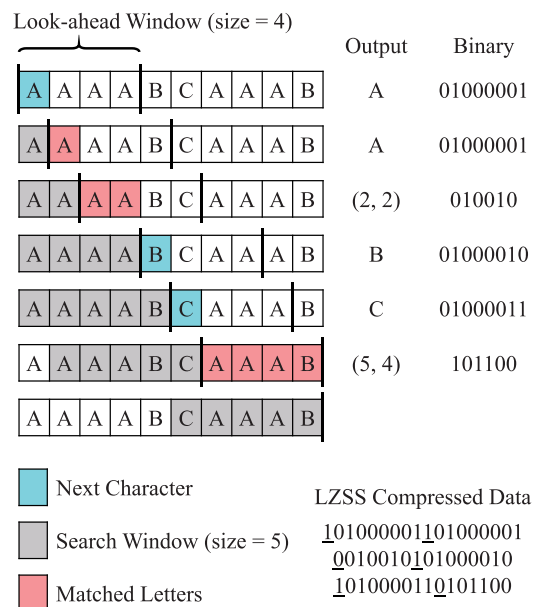 Look-ahead Window (size = 4)
Output Binary
A A A A B C A A A B A 01000001
A A A A B C A A A B A 01000001
A A A A B C A A A B (2, 2) 010010
A A A A B C A A A B B 01000010
A A A A B C A A A B C 01000011
A A A A B C A A A B (5, 4) 101100
A A A A B C A A A B
Next Character
Search Window (size = 5)
Matched Letters
LZSS Compressed Data
101000001101000001
0010010101000010
1010000110101100